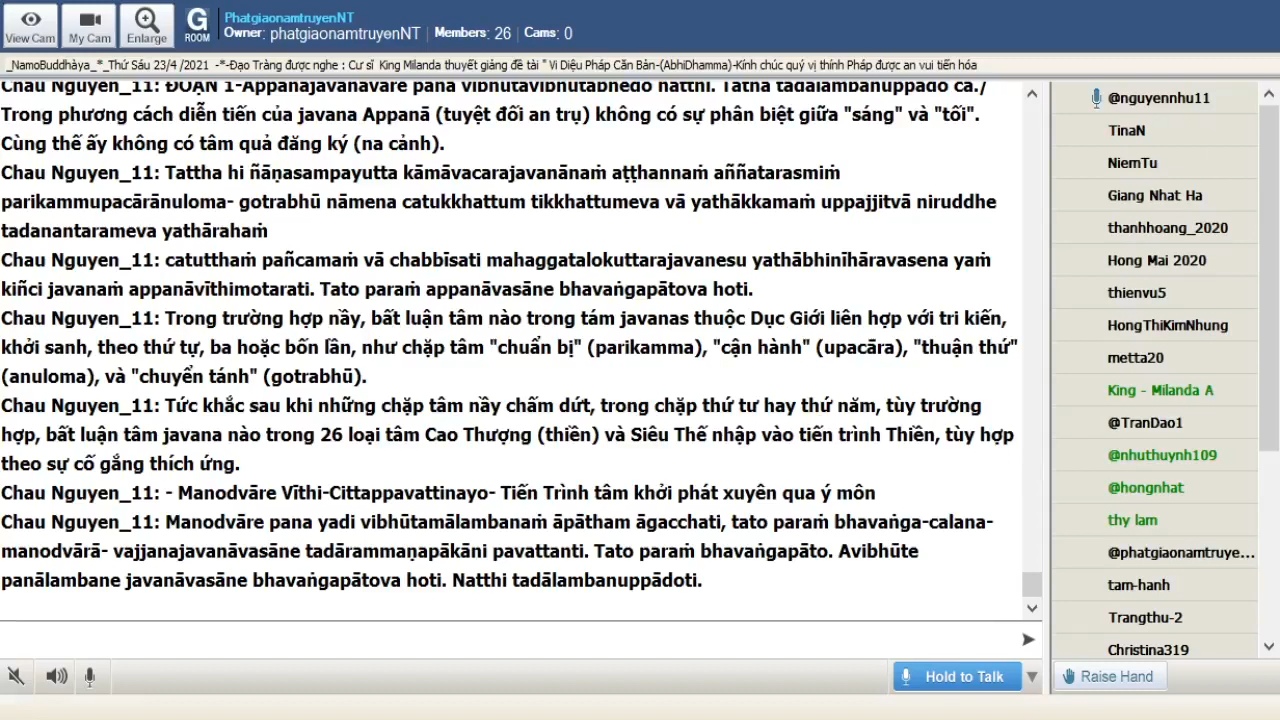 PhatgiaonamtruyenNT
Owner: phatgiaonamtruyenNT | Members: 26 | Cams: 0
View Cam
My Cam
Enlarge
G
ROOM
_NamoBuddhàya_*_Thứ Sáu 23/4 /2021 -*-Đạo Tràng được nghe : Cư sĩ King Milanda thuyết giảng đề tài " Vi Diệu Pháp Căn Bản-(AbhiDhamma)-Kính chúc quý vị thính Pháp được an vui tiến hóa
Chau Nguyen_11: ĐOẠN 1-Appanājavanavāre pana vibhūtāvibhūtabhedo natthi. Tathā tadālambanuppādo ca./
Trong phương cách diễn tiến của javana Appanā (tuyệt đối an trụ) không có sự phân biệt giữa "sáng" và "tối".
Cùng thế ấy không có tâm quả đăng ký (na cảnh).
Chau Nguyen_11: Tattha hi ñāṇasampayutta kāmāvacarajavanānaṁ aṭṭhannaṁ aññatarasmiṁ
parikammupacārānuloma- gotrabhū nāmena catukkhattum tikkhattumeva vā yathākkamaṁ uppajjitvā niruddhe
tadanantarameva yathārahaṁ
Chau Nguyen_11: catutthaṁ pañcamaṁ vā chabbīsati mahaggatalokuttarajavanesu yathābhinīhāravasena yaṁ
kiñci javanaṁ appanāvīthimotarati. Tato paraṁ appanāvasāne bhavaṅgapātova hoti.
Chau Nguyen_11: Trong trường hợp nầy, bất luận tâm nào trong tám javanas thuộc Dục Giới liên hợp với tri kiến,
khởi sanh, theo thứ tự, ba hoặc bốn lần, như chặp tâm "chuẩn bị" (parikamma), "cận hành" (upacāra), "thuận thứ"
(anuloma), và "chuyển tánh" (gotrabhū).
Chau Nguyen_11: Tức khắc sau khi những chặp tâm nầy chấm dứt, trong chặp thứ tư hay thứ năm, tùy trường
hợp, bất luận tâm javana nào trong 26 loại tâm Cao Thượng (thiền) và Siêu Thế nhập vào tiến trình Thiền, tùy hợp
theo sự cố gắng thích ứng.
Chau Nguyen_11: - Manodvāre Vīthi-Cittappavattinayo- Tiến Trình tâm khởi phát xuyên qua ý môn
Chau Nguyen_11: Manodvāre pana yadi vibhūtamālambanaṁ āpātham āgacchati, tato paraṁ bhavaṅga-calana-
manodvārā- vajjanajavanāvasāne tadārammaṇapākāni pavattanti. Tato paraṁ bhavaṅgapāto. Avibhūte
panālambane javanāvasāne bhavaṅgapātova hoti. Natthi tadālambanuppādoti.
@nguyennhu11
TinaN
NiemTu
Giang Nhat Ha
thanhhoang_2020
Hong Mai 2020
thienvu5
HongThiKimNhung
metta20
King - Milanda A
@TranDao1
@nhuthuynh109
@hongnhat
thy lam
@phatgiaonamtruye...
tam-hanh
Trangthu-2
Christina319
Hold to Talk
Raise Hand